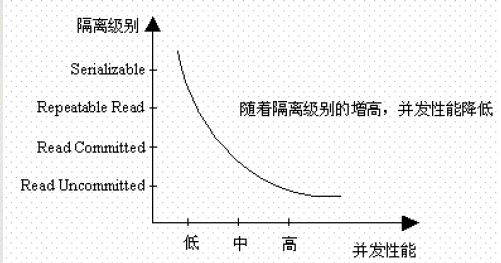 隔离级别
Serializable
Repeatable Read
随着隔离级别的增高，并发性能降低
Read Committed
Read Uncommitted
低 中 高
并发性能